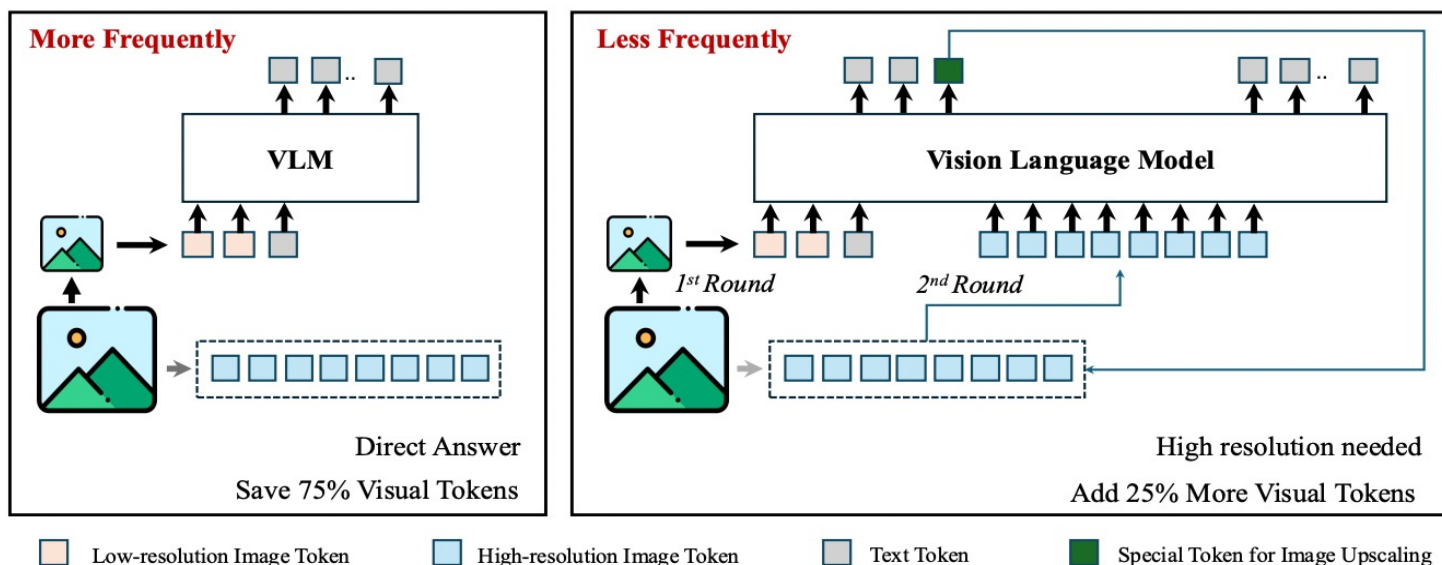 More Frequently
..
VLM
Direct Answer
Save 75% Visual Tokens
Less Frequently
..
Vision Language Model
1st Round
2nd Round
High resolution needed
Add 25% More Visual Tokens
Low-resolution Image Token
High-resolution Image Token
Text Token
Special Token for Image Upscaling